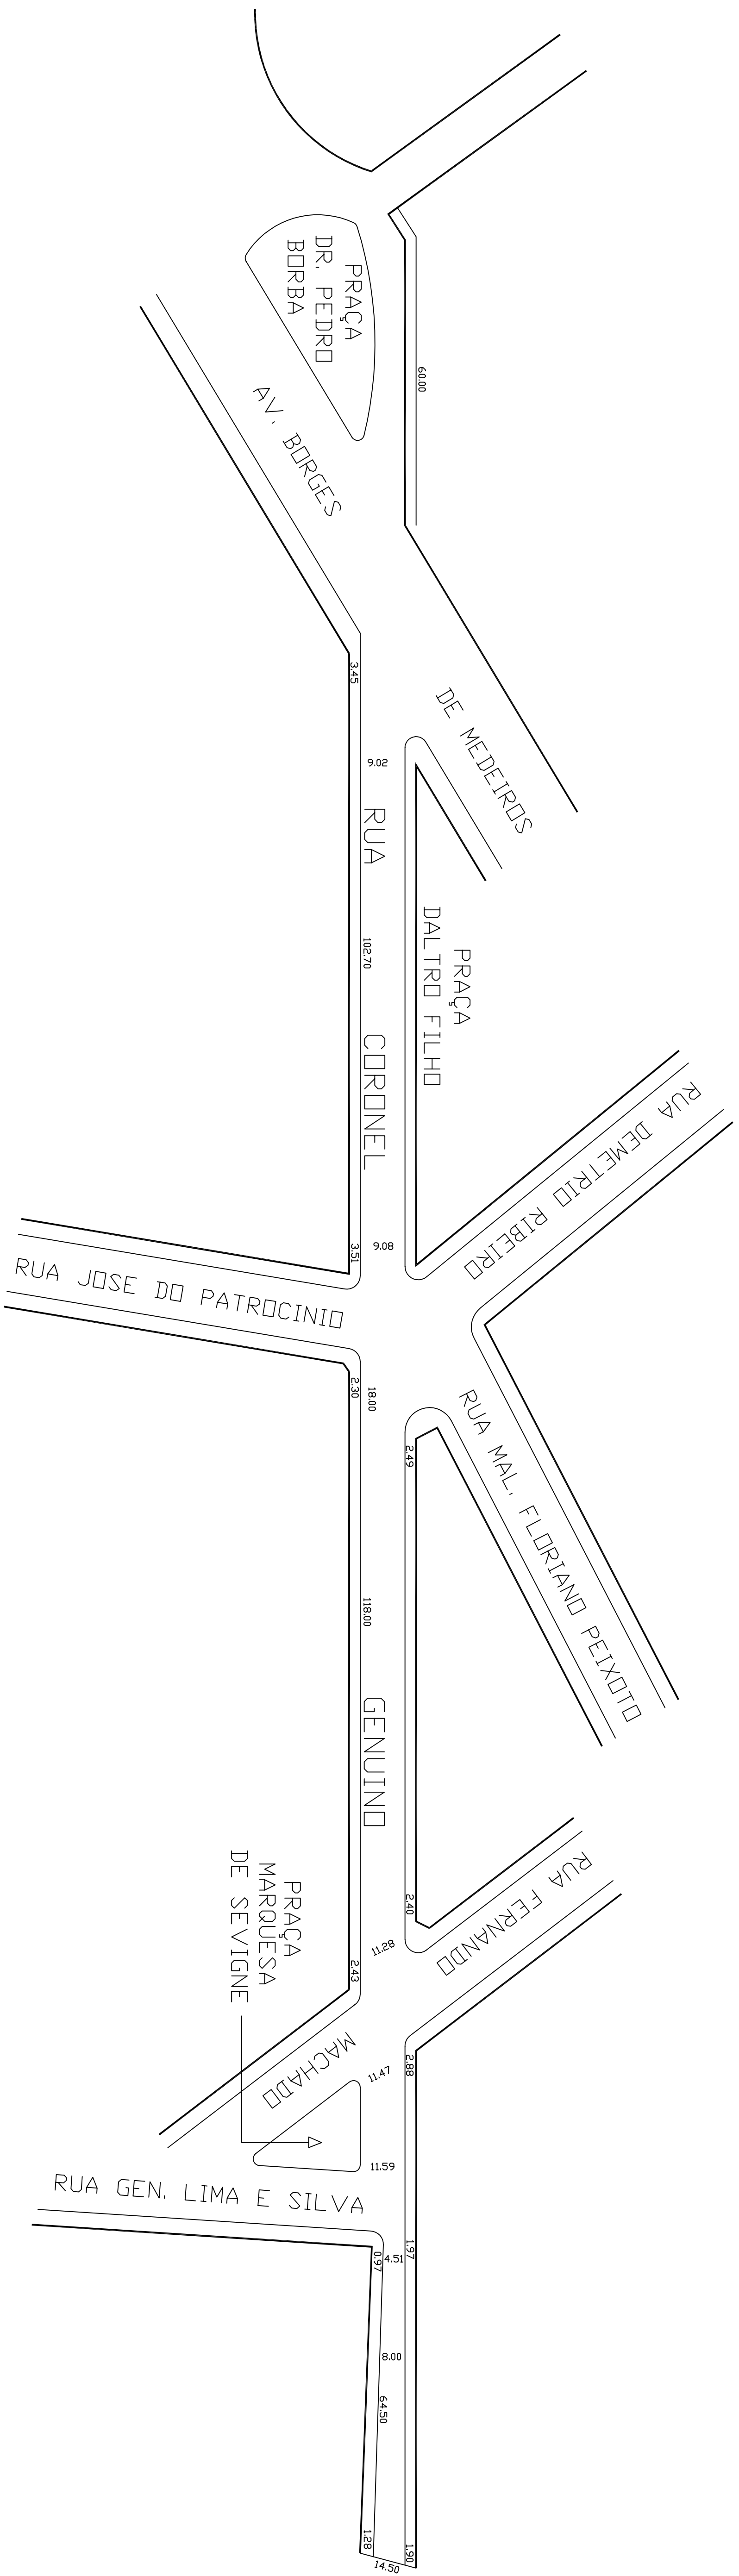 PRAÇA
DR. PEDRO
BORBA
60.00
AV. BORGES
DE MEDEIROS
3.45
9.02
RUA
PRAÇA
DALTRO FILHO
102.70
CORONEL
RUA DEMETRIO RIBEIRO
3.51
9.08
RUA JOSE DO PATROCINIO
2.30
18.00
2.49
RUA MAL. FLORIANO PEIXOTO
118.00
GENUINO
PRAÇA
MARQUESA
DE SEVIGNE
2.40
RUA FERNANDO
11.28
2.43
MACHADO
2.88
11.47
11.59
RUA GEN. LIMA E SILVA
0.97
4.51
1.97
8.00
64.50
1.28
14.50
1.90